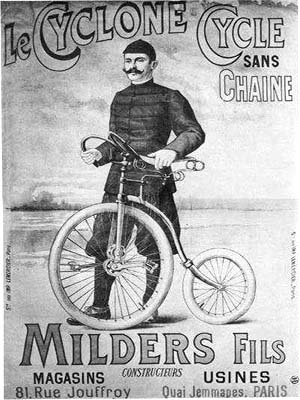 Le CYCLONE CYCLE
SANS
CHAINE
MILDERS FILS
CONSTRUCTEURS
MAGASINS
81, Rue Jouffroy
USINES
Quai Jemmapes, PARIS